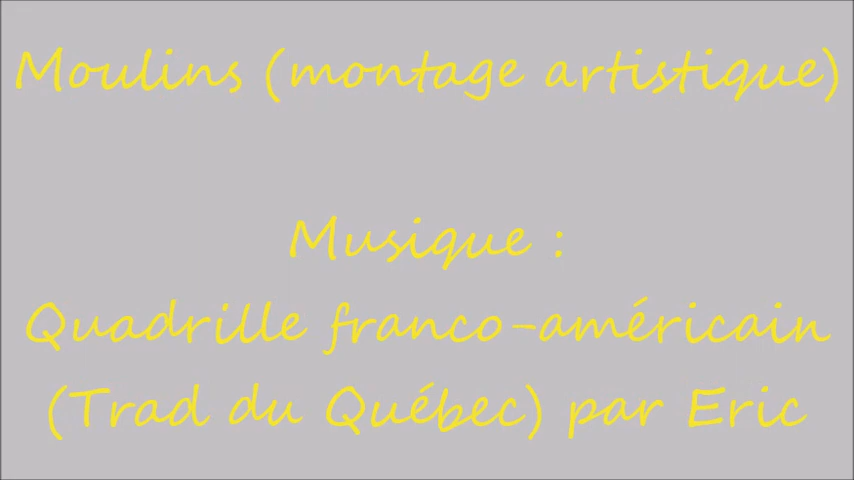 Moulins (montage artistique)
Musique :
Quadrille franco-américain
(Trad du Québec) par Eric